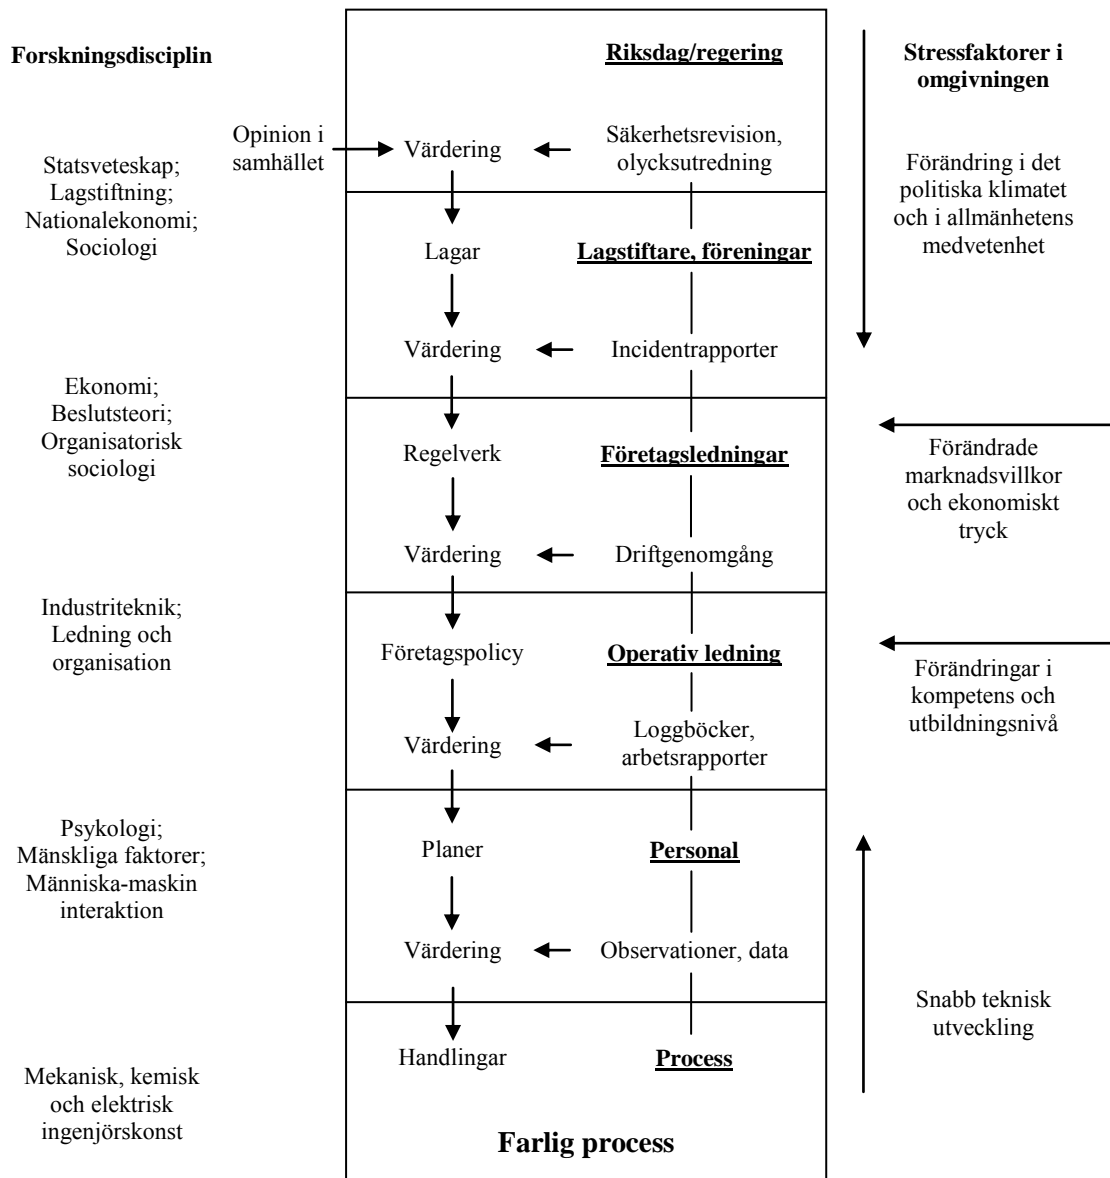 Forskningsdisciplin
Riksdag/regering
Stressfaktorer i
omgivningen
Opinion i
samhället
Värdering
Säkerhetsrevision,
olycksutredning
Statsveteskap;
Lagstiftning;
Nationalekonomi;
Sociologi
Förändring i det
politiska klimatet
och i allmänhetens
medvetenhet
Lagar
Lagstiftare, föreningar
Värdering
Incidentrapporter
Ekonomi;
Beslutsteori;
Organisatorisk
sociologi
Regelverk
Företagsledningar
Förändrade
marknadsvillkor
och ekonomiskt
tryck
Värdering
Driftgenomgång
Industriteknik;
Ledning och
organisation
Företagspolicy
Operativ ledning
Förändringar i
kompetens och
utbildningsnivå
Värdering
Loggböcker,
arbetsrapporter
Psykologi;
Mänskliga faktorer;
Människa-maskin
interaktion
Planer
Personal
Värdering
Observationer, data
Snabb teknisk
utveckling
Handlingar
Process
Mekanisk, kemisk
och elektrisk
ingenjörskonst
Farlig process